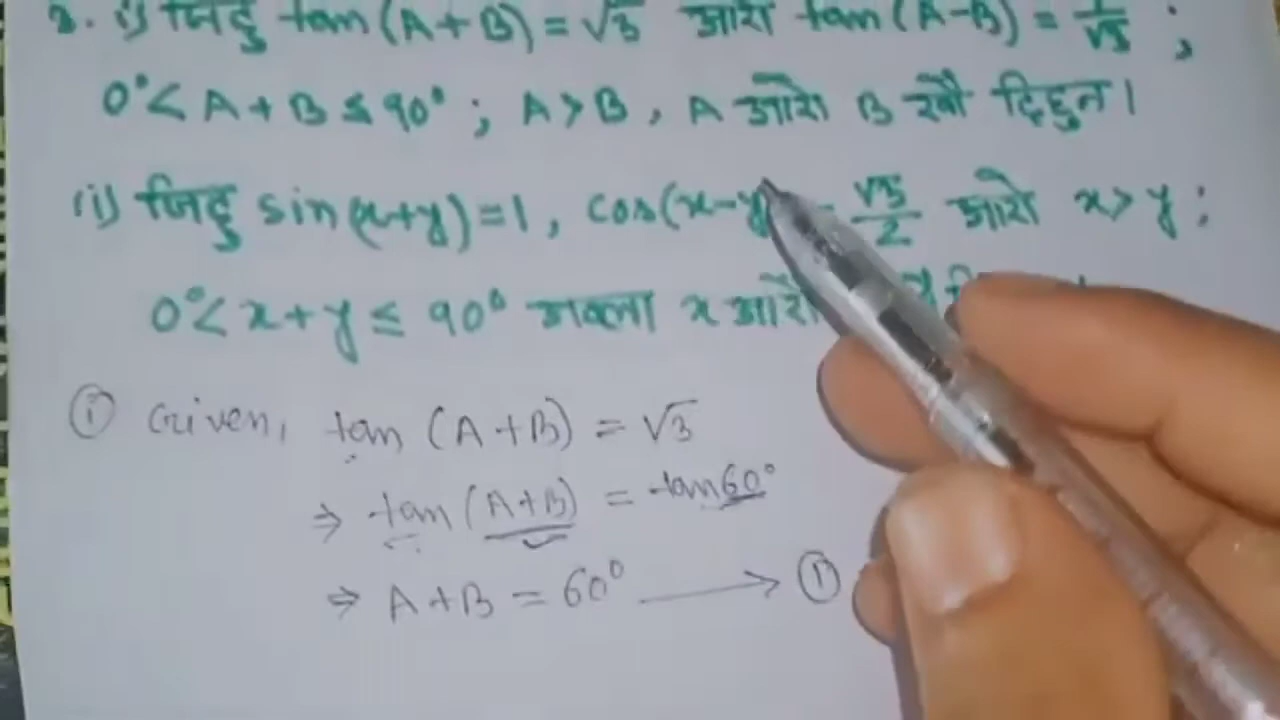 3. i) जिदु tan(A+B) = √3 आरो tan(A-B) = 1/√3 ;
0° < A + B ≤ 90° ; A > B , A आरो B खौ दिहुन।
(ii) जिदु sin(x+y) = 1 , cos(x-y) = √3/2 आरो x > y ;
0° < x + y ≤ 90° अब्ला x आरो y
① Given, tan (A+B) = √3
⇒ tan (A+B) = tan 60°
⇒ A+B = 60° ⟶ ①